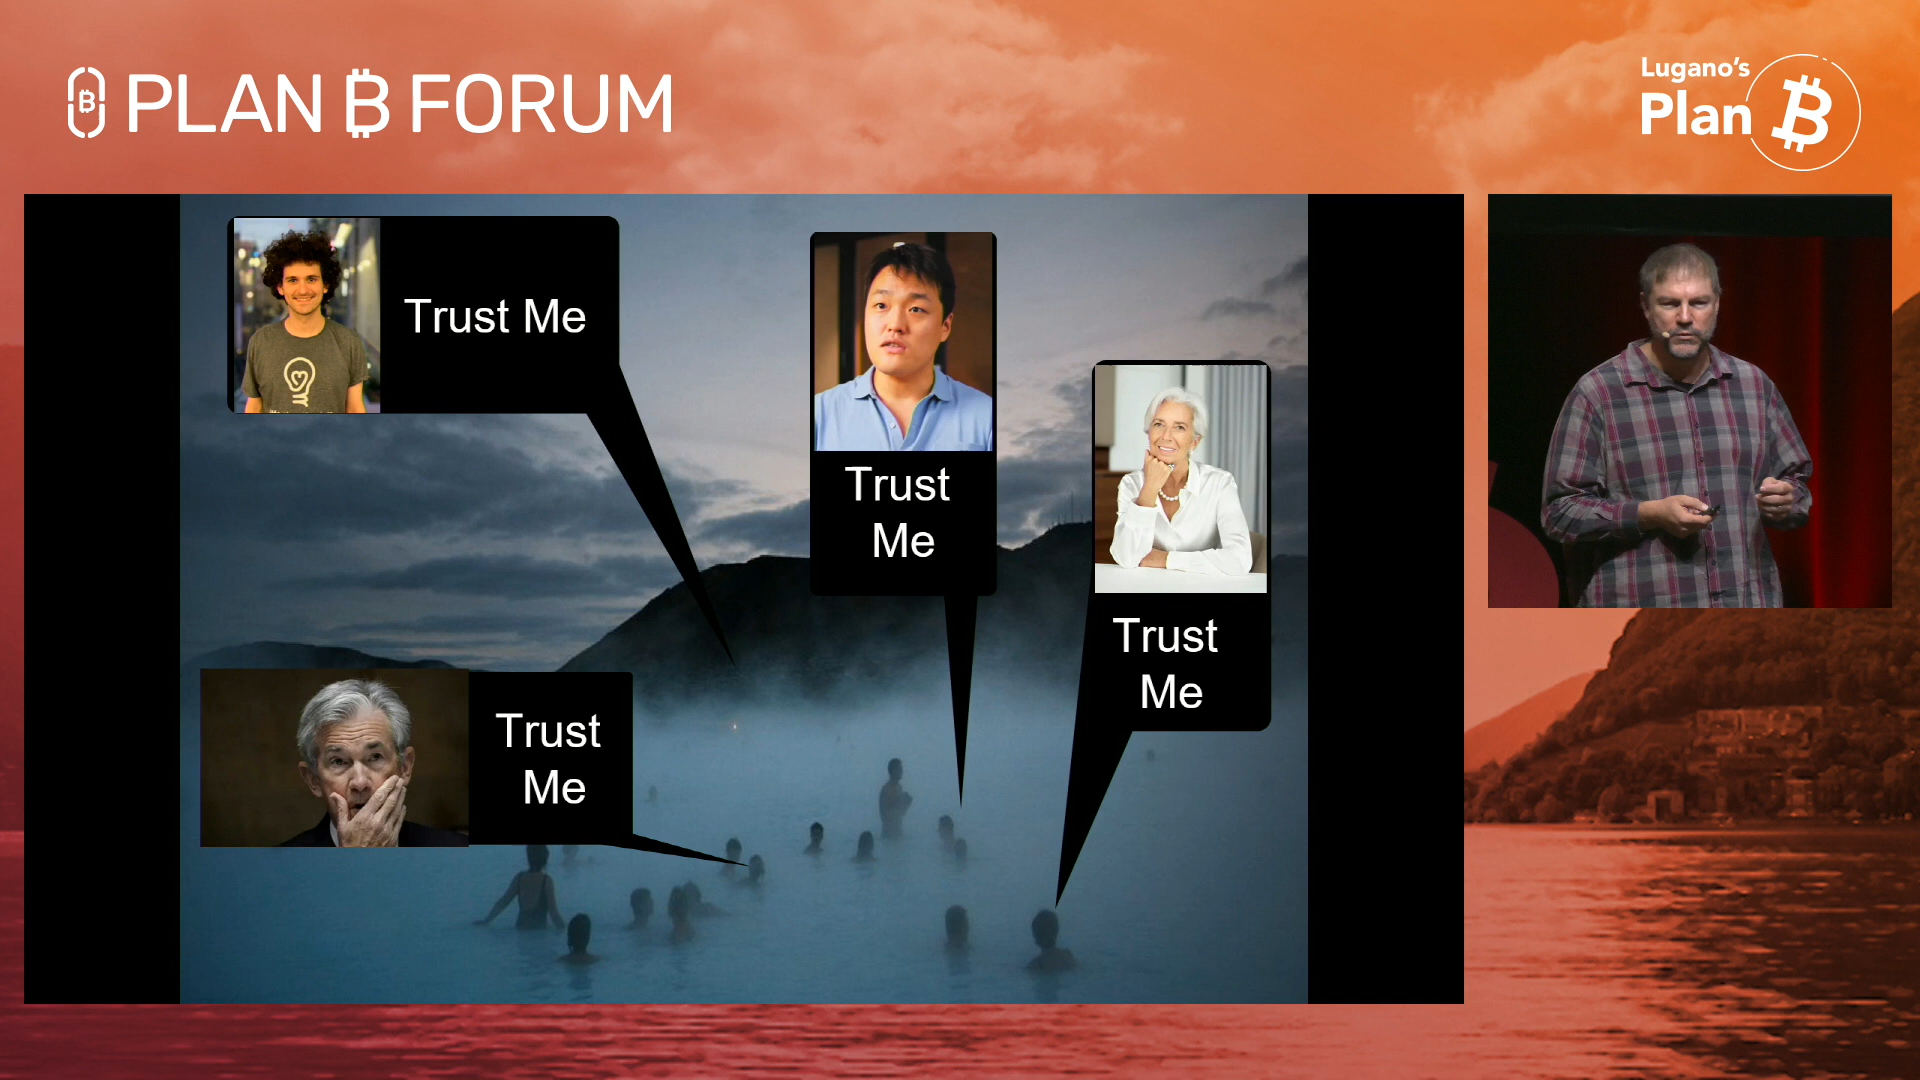 PLAN ₿ FORUM
Lugano's
Plan ₿
Trust Me
Trust
Me
Trust
Me
Trust
Me